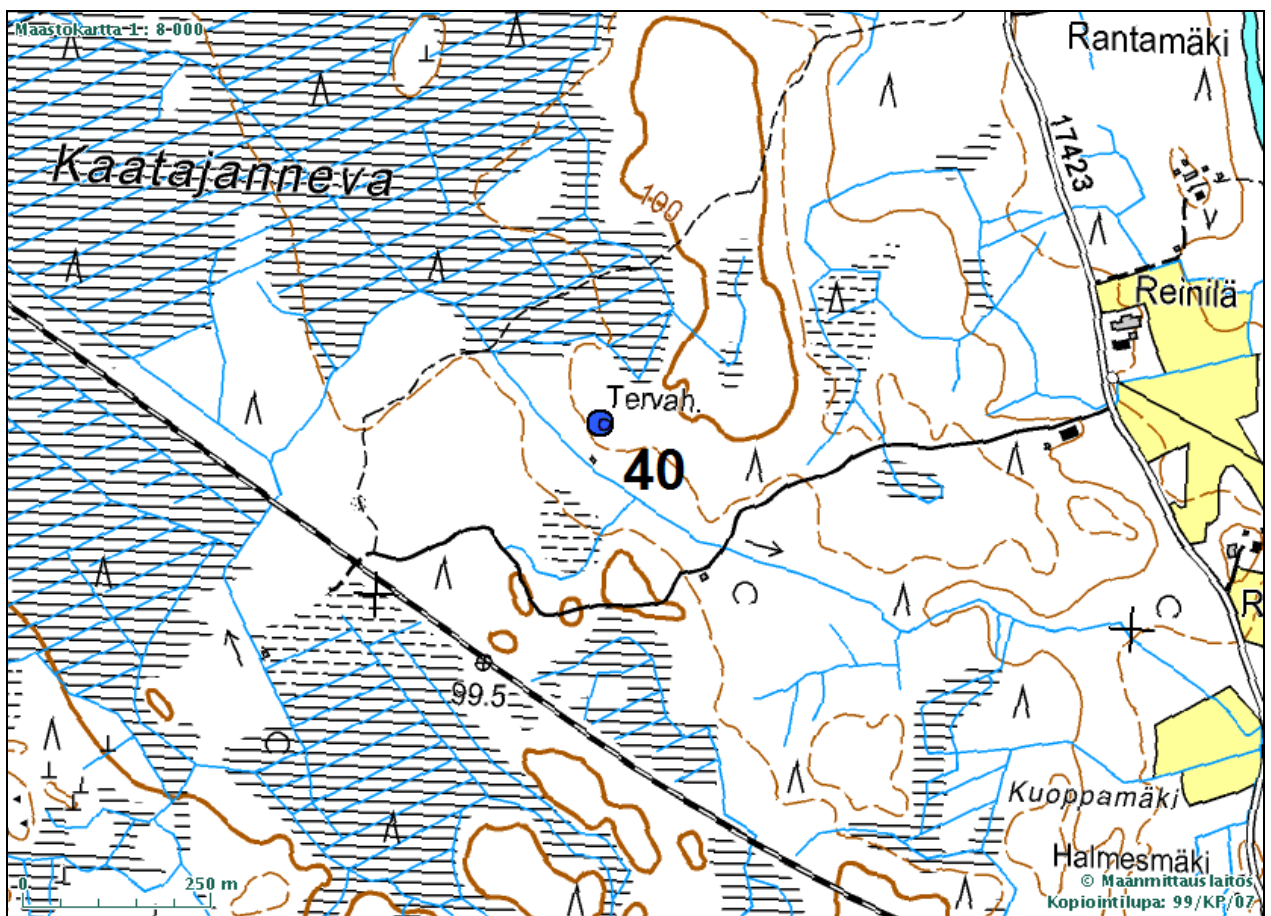 Maastokartta 1 : 8 000
Rantamäki
17423
Kaatajanneva
100
Reinilä
Tervah.
40
R
99.5
Kuoppamäki
Halmesmäki
0 250 m
© Maanmittauslaitos
Kopiointilupa: 99/KP/07